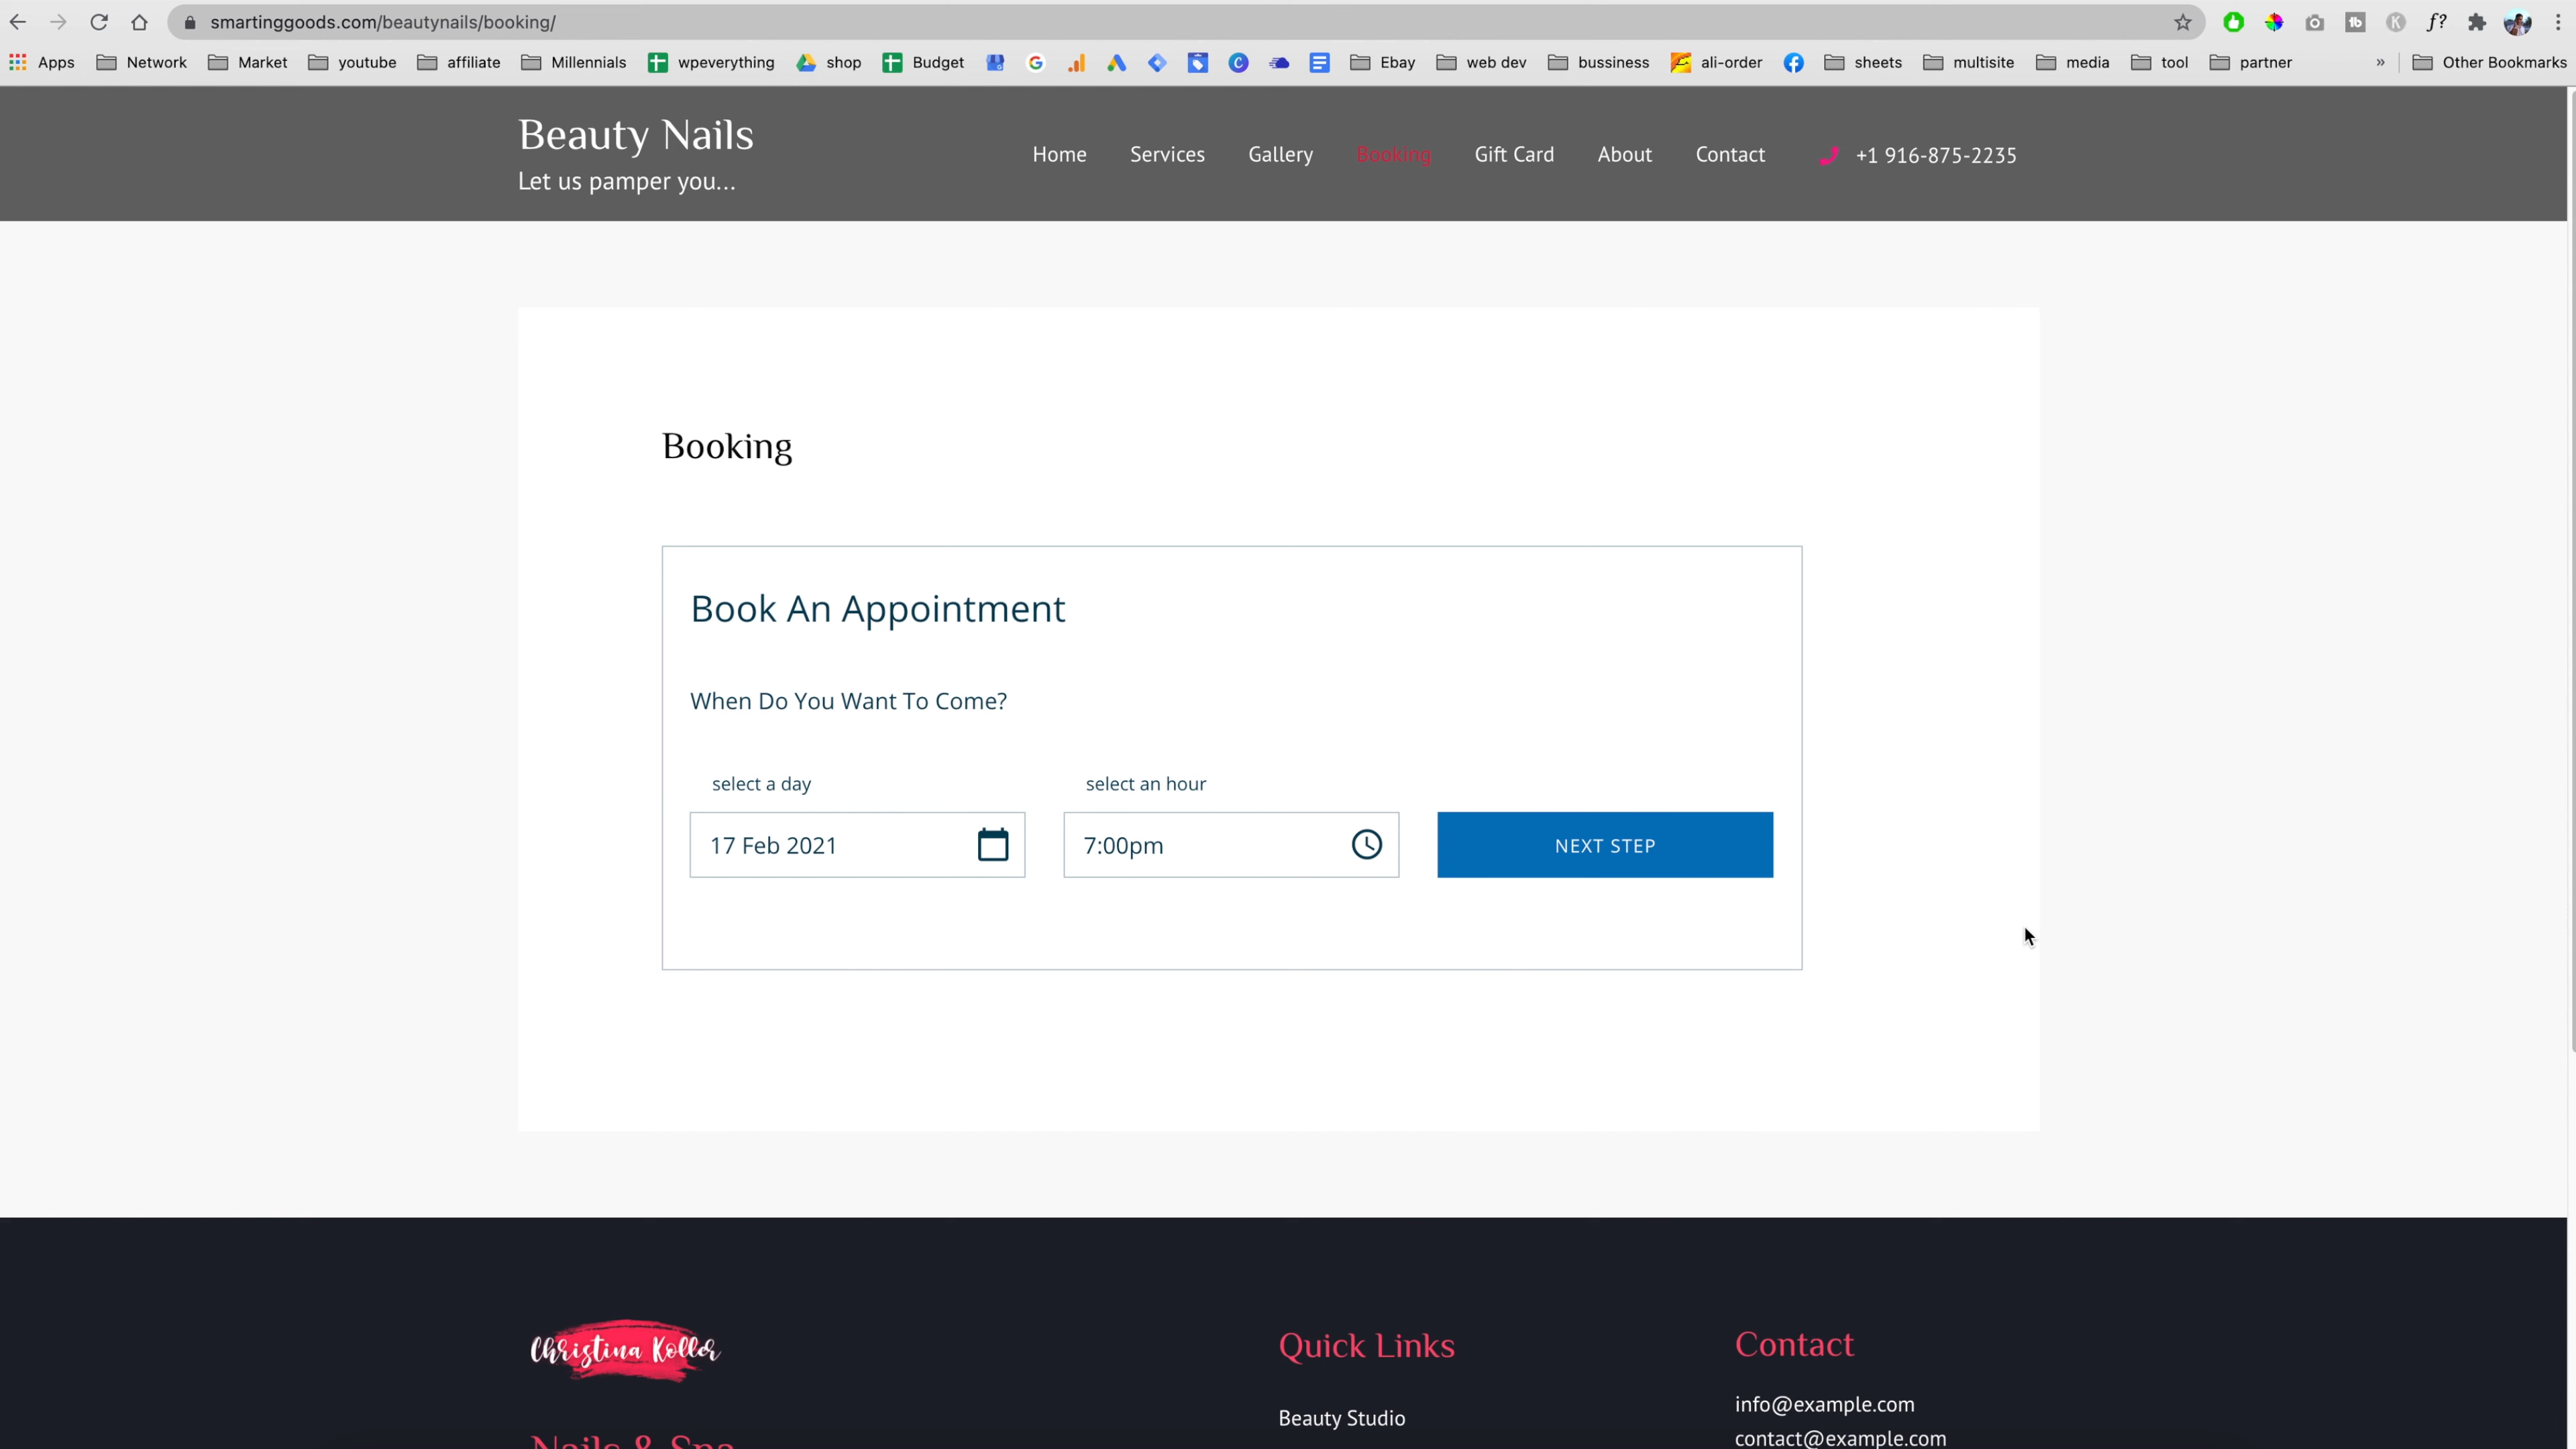 smartinggoods.com/beautynails/booking/
Apps Network Market youtube affiliate Millennials wpeverything shop Budget Ebay web dev bussiness ali-order sheets multisite media tool partner » Other Bookmarks
Beauty Nails
Let us pamper you...
Home Services Gallery Booking Gift Card About Contact +1 916-875-2235
Booking
Book An Appointment
When Do You Want To Come?
select a day select an hour
17 Feb 2021 7:00pm NEXT STEP
Christina Koller
Quick Links
Contact
info@example.com
Beauty Studio
contact@example.com
Nails & Spa